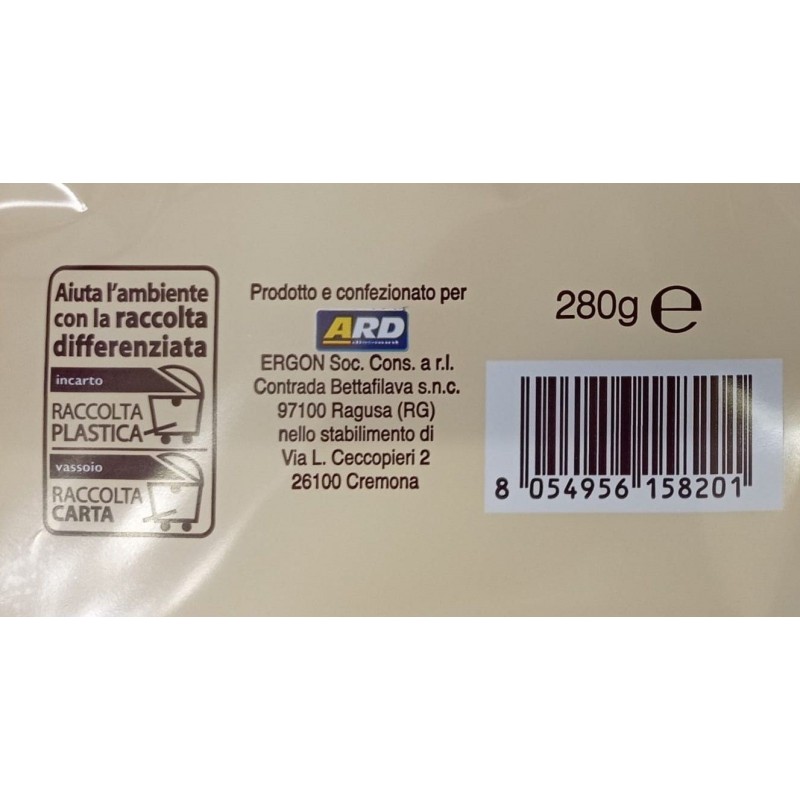 Aiuta l'ambiente
con la raccolta
differenziata
incarto
RACCOLTA
PLASTICA
vassoio
RACCOLTA
CARTA
Prodotto e confezionato per
ARD
discount
ERGON Soc. Cons. a r.l.
Contrada Bettafilava s.n.c.
97100 Ragusa (RG)
nello stabilimento di
Via L. Ceccopieri 2
26100 Cremona
280g ℮
8 054956 158201